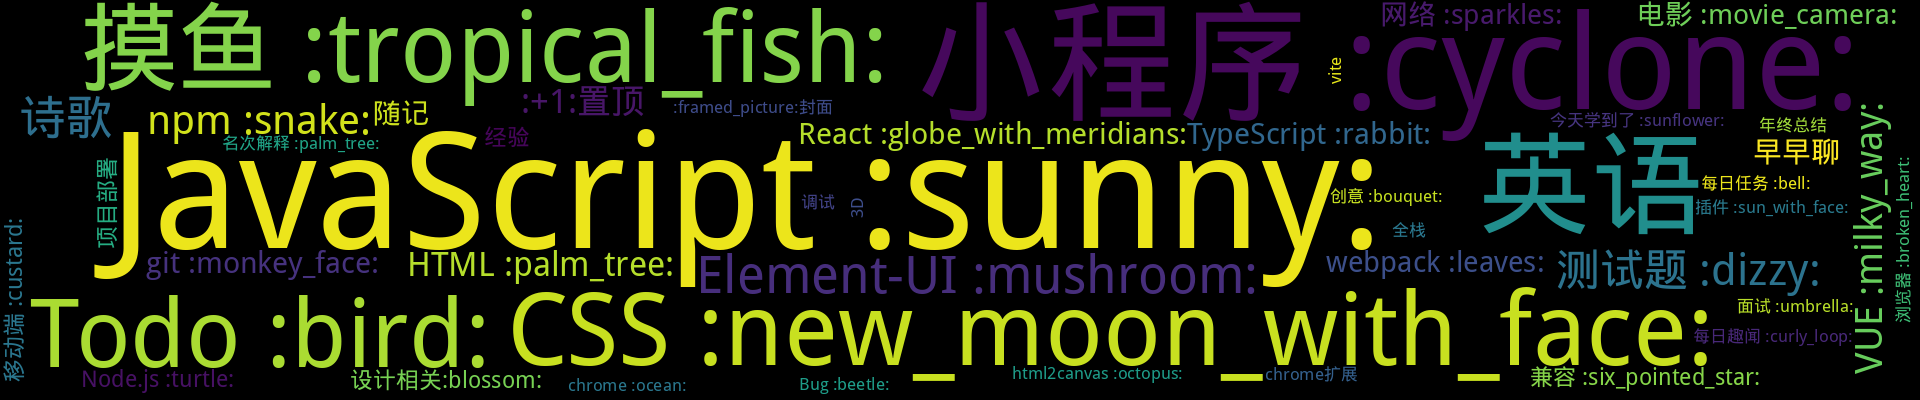 摸鱼 :tropical_fish:
小程序 :cyclone:
网络 :sparkles:
电影 :movie_camera:
vite
诗歌
npm :snake:
随记
:+1:置顶
:framed_picture:封面
今天学到了 :sunflower:
年终总结
名次解释 :palm_tree:
经验
React :globe_with_meridians:
TypeScript :rabbit:
早早聊
JavaScript :sunny:
英语
项目部署
调试
3D
创意 :bouquet:
每日任务 :bell:
插件 :sun_with_face:
全栈
VUE :milky_way:
浏览器 :broken_heart:
移动端 :custard:
git :monkey_face:
HTML :palm_tree:
Element-UI :mushroom:
webpack :leaves:
测试题 :dizzy:
Todo :bird:
CSS :new_moon_with_face:
面试 :umbrella:
每日趣闻 :curly_loop:
Node.js :turtle:
设计相关:blossom:
chrome :ocean:
Bug :beetle:
html2canvas :octopus:
chrome扩展
兼容 :six_pointed_star: